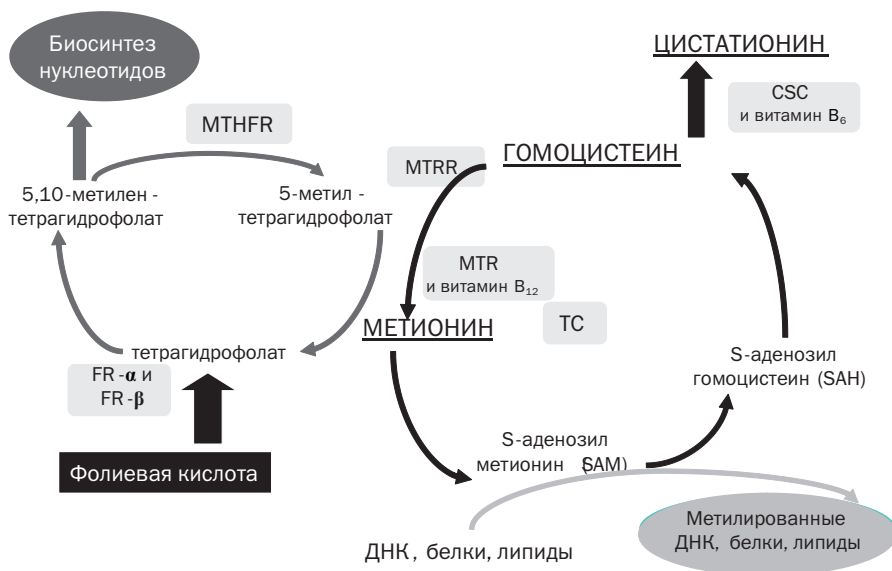 Биосинтез
нуклеотидов
ЦИСТАТИОНИН
CSC
и витамин B₆
MTHFR
ГОМОЦИСТЕИН
MTRR
5,10-метилен -
тетрагидрофолат
5-метил -
тетрагидрофолат
MTR
и витамин B₁₂
МЕТИОНИН
TC
тетрагидрофолат
FR -α и
FR -β
S-аденозил
гомоцистеин (SAH)
Фолиевая кислота
S-аденозил
метионин (SAM)
Метилированные
ДНК, белки, липиды
ДНК , белки, липиды